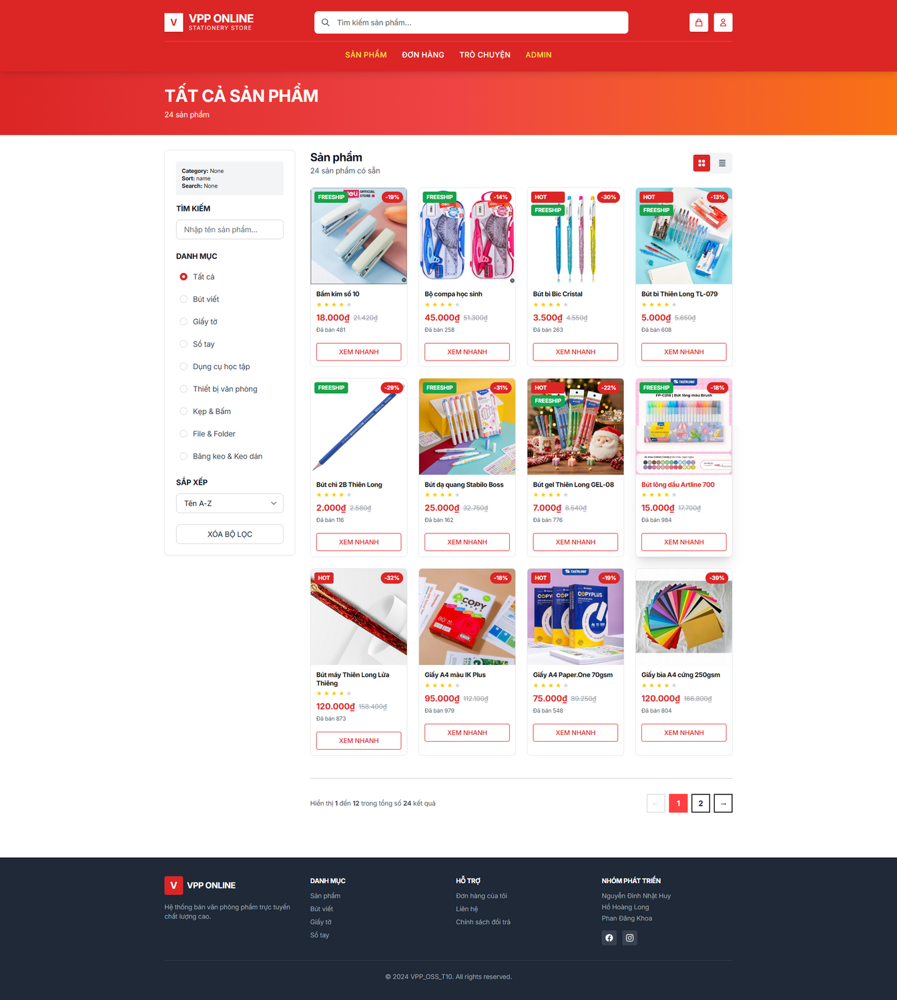 V
VPP ONLINE
STATIONERY STORE
Tìm kiếm sản phẩm...
SẢN PHẨM ĐƠN HÀNG TRÒ CHUYỆN ADMIN
TẤT CẢ SẢN PHẨM
24 sản phẩm
Category: None
Sort: name
Search: None
TÌM KIẾM
Nhập tên sản phẩm...
DANH MỤC
Tất cả
Bút viết
Giấy tờ
Sổ tay
Dụng cụ học tập
Thiết bị văn phòng
Kẹp & Bấm
File & Folder
Băng keo & Keo dán
SẮP XẾP
Tên A-Z
XÓA BỘ LỌC
Sản phẩm
24 sản phẩm có sẵn
FREESHIP
deli OFFICIAL STORE
-19%
Bấm kim số 10
18.000₫ 21.420₫
Đã bán 481
XEM NHANH
FREESHIP
-14%
Bộ compa học sinh
45.000₫ 51.300₫
Đã bán 258
XEM NHANH
HOT
FREESHIP
-30%
Bút bi Bic Cristal
3.500₫ 4.550₫
Đã bán 263
XEM NHANH
HOT
FREESHIP
-13%
Bút bi Thiên Long TL-079
5.000₫ 5.650₫
Đã bán 608
XEM NHANH
FREESHIP
-29%
Bút chì 2B Thiên Long
2.000₫ 2.580₫
Đã bán 116
XEM NHANH
FREESHIP
-31%
Bút dạ quang Stabilo Boss
25.000₫ 32.750₫
Đã bán 162
XEM NHANH
HOT
FREESHIP
-22%
Bút gel Thiên Long GEL-08
7.000₫ 8.540₫
Đã bán 776
XEM NHANH
FREESHIP
THIÊN LONG
-18%
FP-C018 | Bút lông màu Brush
Bút lông dầu Artline 700
15.000₫ 17.700₫
Đã bán 984
XEM NHANH
HOT
-32%
Bút máy Thiên Long Lửa
Thiêng
120.000₫ 158.400₫
Đã bán 873
XEM NHANH
-18%
COPY
PAPER
80
Giấy A4 màu IK Plus
95.000₫ 112.100₫
Đã bán 979
XEM NHANH
HOT
THIÊN LONG
-19%
COPYPLUS
Giấy A4 Paper.One 70gsm
75.000₫ 89.250₫
Đã bán 548
XEM NHANH
-39%
Giấy bìa A4 cứng 250gsm
120.000₫ 166.800₫
Đã bán 804
XEM NHANH
Hiển thị 1 đến 12 trong tổng số 24 kết quả
← 1 2 →
V
VPP ONLINE
Hệ thống bán văn phòng phẩm trực tuyến
chất lượng cao.
DANH MỤC
Sản phẩm
Bút viết
Giấy tờ
Sổ tay
HỖ TRỢ
Đơn hàng của tôi
Liên hệ
Chính sách đổi trả
NHÓM PHÁT TRIỂN
Nguyễn Đình Nhật Huy
Hồ Hoàng Long
Phan Đăng Khoa
© 2024 VPP_OSS_T10. All rights reserved.